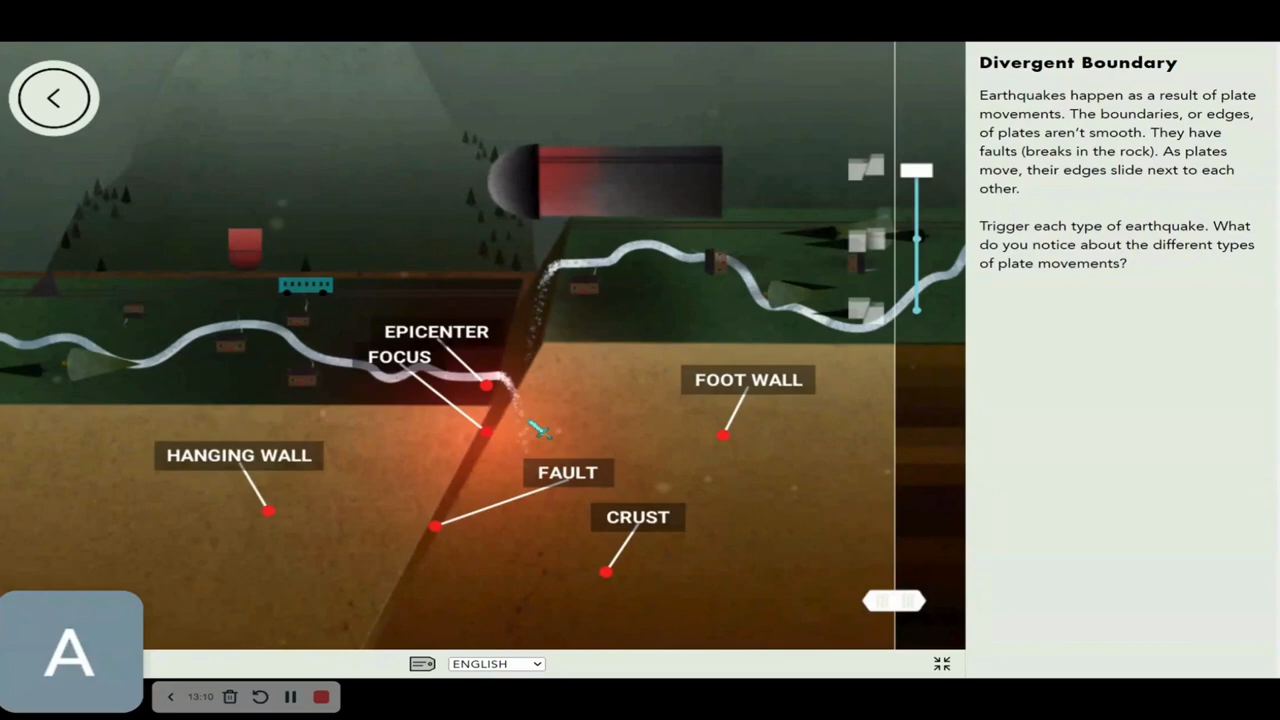 Divergent Boundary
Earthquakes happen as a result of plate
movements. The boundaries, or edges,
of plates aren't smooth. They have
faults (breaks in the rock). As plates
move, their edges slide next to each
other.
Trigger each type of earthquake. What
do you notice about the different types
of plate movements?
EPICENTER
FOCUS
FOOT WALL
HANGING WALL
FAULT
CRUST
A
ENGLISH
13:10